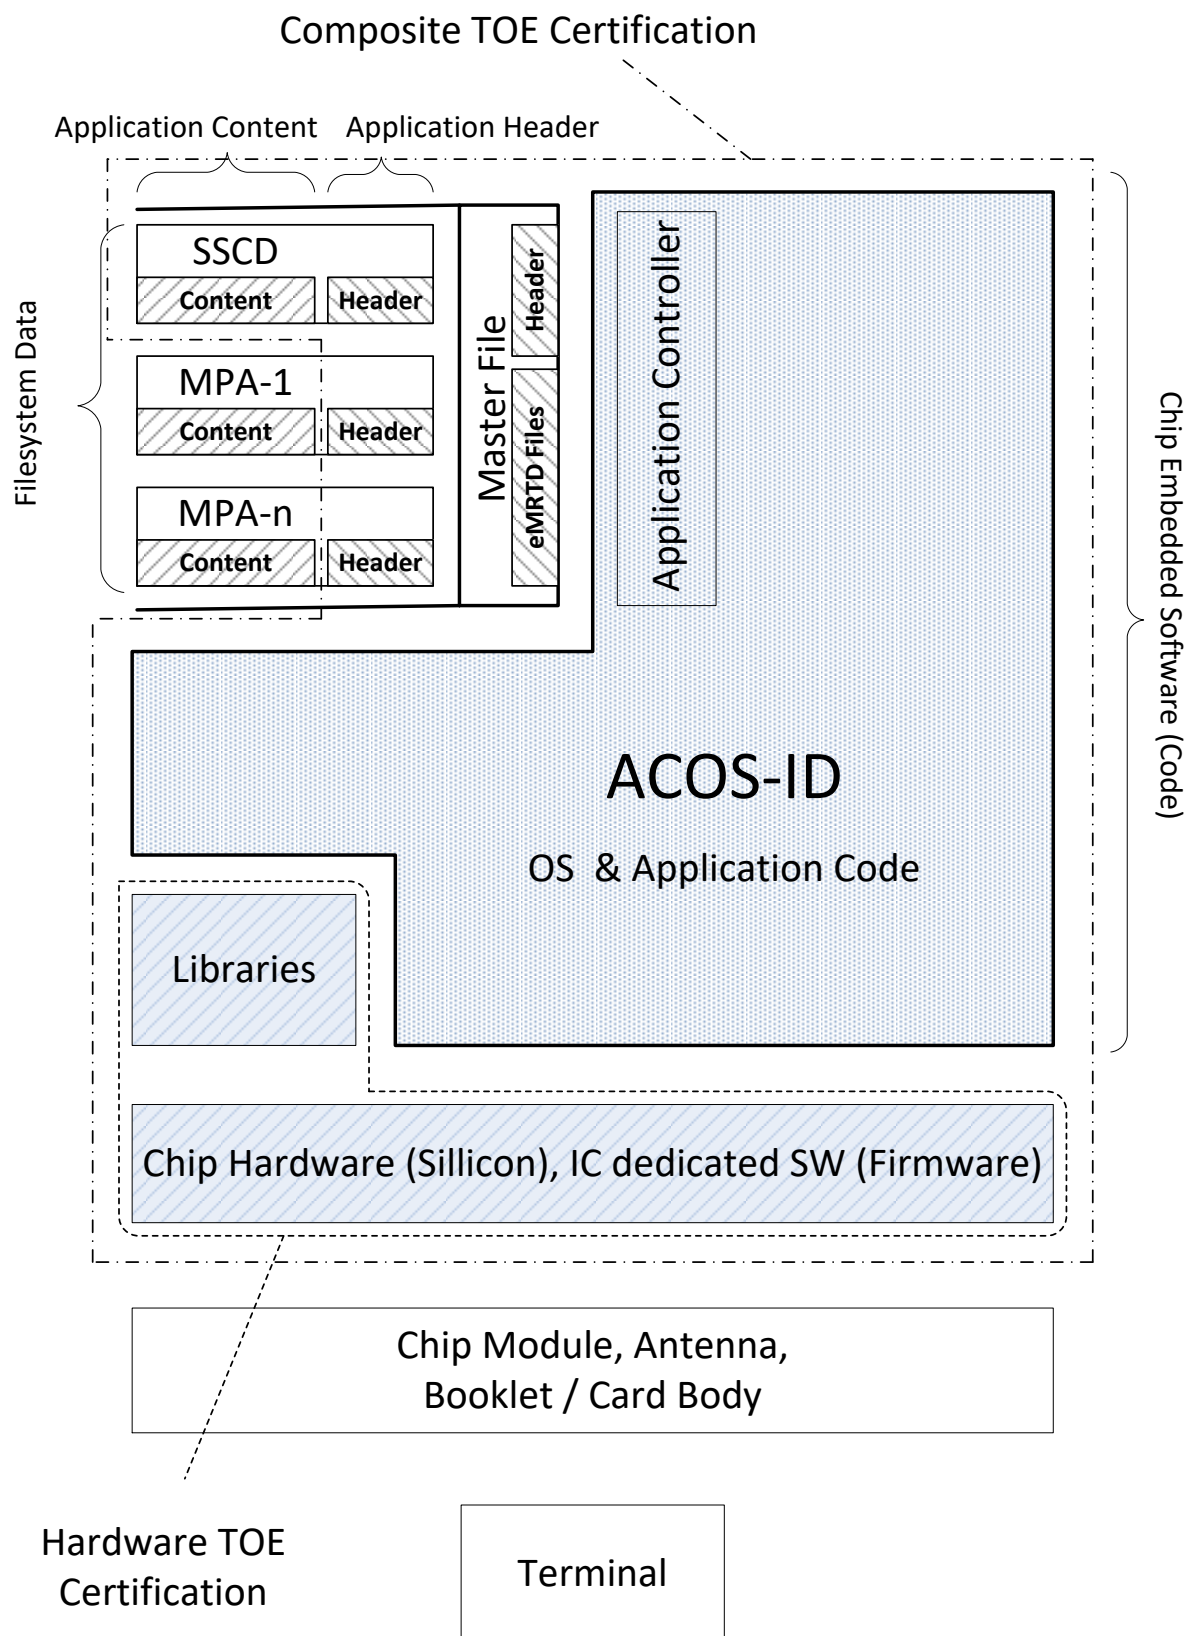 Composite TOE Certification
Application Content
Application Header
SSCD
Content
Header
MPA-1
Content
Header
MPA-n
Content
Header
Filesystem Data
Master File
Header
eMRTD Files
Application Controller
Chip Embedded Software (Code)
ACOS-ID
OS & Application Code
Libraries
Chip Hardware (Sillicon), IC dedicated SW (Firmware)
Chip Module, Antenna,
Booklet / Card Body
Hardware TOE
Certification
Terminal